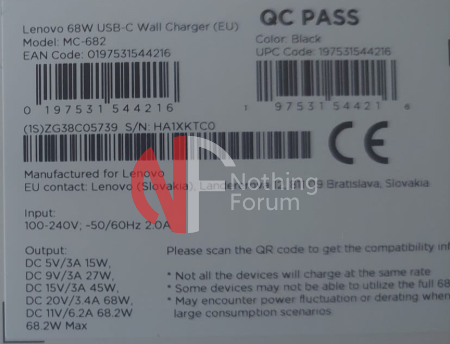 Lenovo 68W USB-C Wall Charger (EU)
Model: MC-682
EAN Code: 0197531544216
0 197531 544216
QC PASS
Color: Black
UPC Code: 197531544216
1 97531 54421 6
(1S)ZG38C05739 S/N: HA1XKTC0
CE
Manufactured for Lenovo
EU contact: Lenovo (Slovakia), Bratislava, Slovakia
Nothing
Forum
Input:
100-240V; ~50/60Hz 2.0A
Output:
DC 5V/3A 15W,
DC 9V/3A 27W,
DC 15V/3A 45W,
DC 20V/3.4A 68W,
DC 11V/6.2A 68.2W
68.2W Max
Please scan the QR code to get the compatibility inf
* Not all the devices will charge at the same rate
* Some devices may not be able to utilize the full 68
* May encounter power fluctuation or derating when
large consumption scenarios